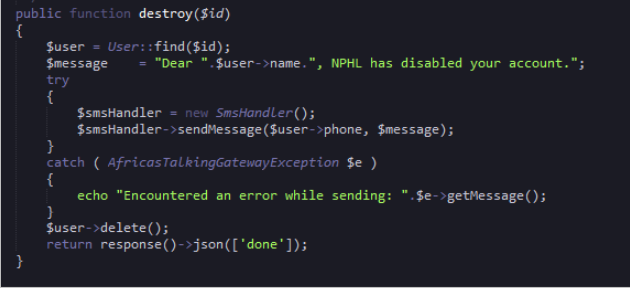 public function destroy($id)
{
    $user = User::find($id);
    $message    = "Dear ".$user->name.", NPHL has disabled your account.";
    try
    {
        $smsHandler = new SmsHandler();
        $smsHandler->sendMessage($user->phone, $message);
    }
    catch ( AfricasTalkingGatewayException $e )
    {
        echo "Encountered an error while sending: ".$e->getMessage();
    }
    $user->delete();
    return response()->json(['done']);
}